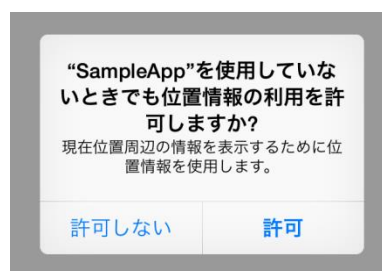 “SampleApp”を使用していな
いときでも位置情報の利用を許
可しますか?
現在位置周辺の情報を表示するために位
置情報を使用します。
許可しない
許可